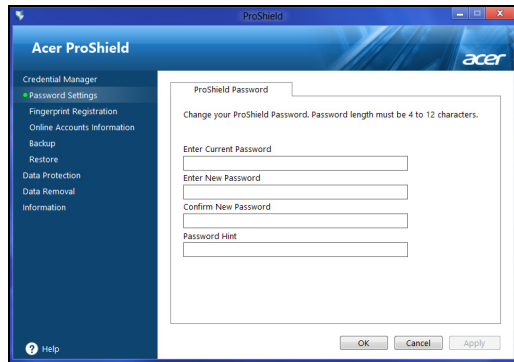 ProShield
Acer ProShield
acer
Credential Manager
Password Settings
Fingerprint Registration
Online Accounts Information
Backup
Restore
Data Protection
Data Removal
Information
Help
ProShield Password
Change your ProShield Password. Password length must be 4 to 12 characters.
Enter Current Password
Enter New Password
Confirm New Password
Password Hint
OK
Cancel
Apply